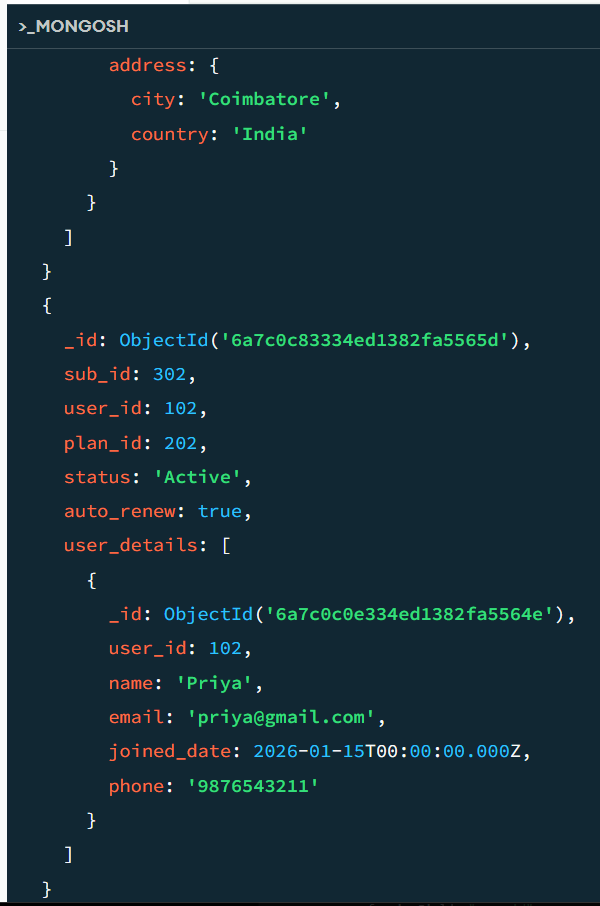 >_MONGOSH
address: {
city: 'Coimbatore',
country: 'India'
}
}
]
}
{
_id: ObjectId('6a7c0c83334ed1382fa5565d'),
sub_id: 302,
user_id: 102,
plan_id: 202,
status: 'Active',
auto_renew: true,
user_details: [
{
_id: ObjectId('6a7c0c0e334ed1382fa5564e'),
user_id: 102,
name: 'Priya',
email: 'priya@gmail.com',
joined_date: 2026-01-15T00:00:00.000Z,
phone: '9876543211'
}
]
}